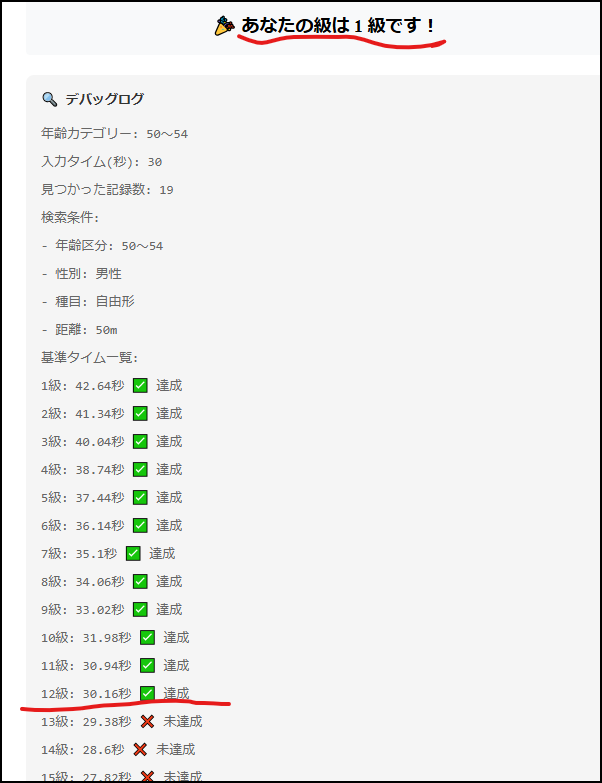 あなたの級は 1 級です！
デバッグログ
年齢カテゴリー: 50～54
入力タイム(秒): 30
見つかった記録数: 19
検索条件:
- 年齢区分: 50～54
- 性別: 男性
- 種目: 自由形
- 距離: 50m
基準タイム一覧:
1級: 42.64秒 ✅ 達成
2級: 41.34秒 ✅ 達成
3級: 40.04秒 ✅ 達成
4級: 38.74秒 ✅ 達成
5級: 37.44秒 ✅ 達成
6級: 36.14秒 ✅ 達成
7級: 35.1秒 ✅ 達成
8級: 34.06秒 ✅ 達成
9級: 33.02秒 ✅ 達成
10級: 31.98秒 ✅ 達成
11級: 30.94秒 ✅ 達成
12級: 30.16秒 ✅ 達成
13級: 29.38秒 ❌ 未達成
14級: 28.6秒 ❌ 未達成
15級: 27.82秒 ❌ 未達成